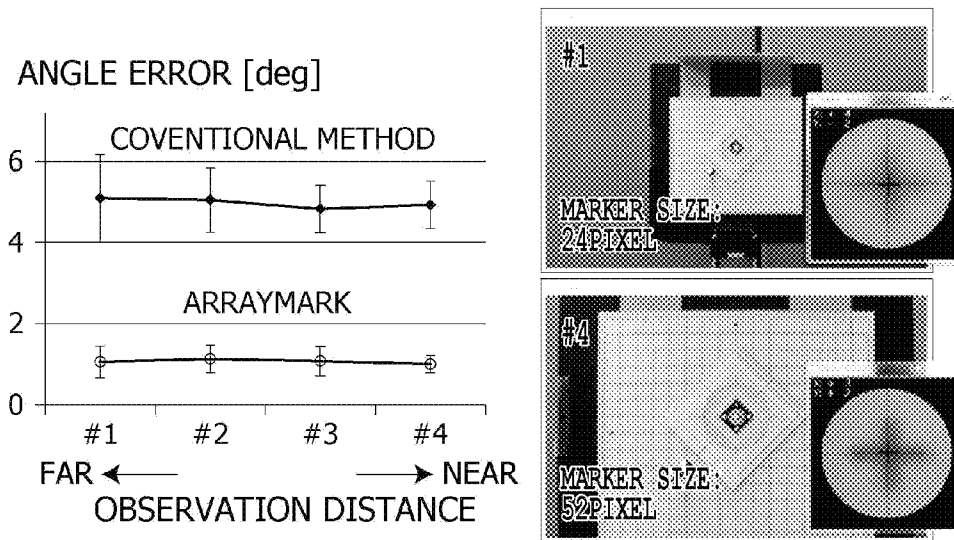 ANGLE ERROR [deg]
COVENTIONAL METHOD
6
4
ARRAYMARK
2
0
#1 #2 #3 #4
FAR NEAR
OBSERVATION DISTANCE
#1
MARKER SIZE:
24PIXEL
#4
MARKER SIZE:
52PIXEL